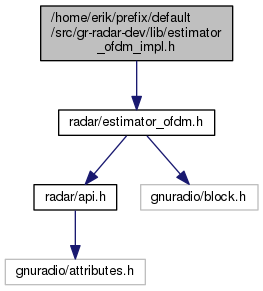 /home/erik/prefix/default
/src/gr-radar-dev/lib/estimator
_ofdm_impl.h
radar/estimator_ofdm.h
radar/api.h
gnuradio/block.h
gnuradio/attributes.h